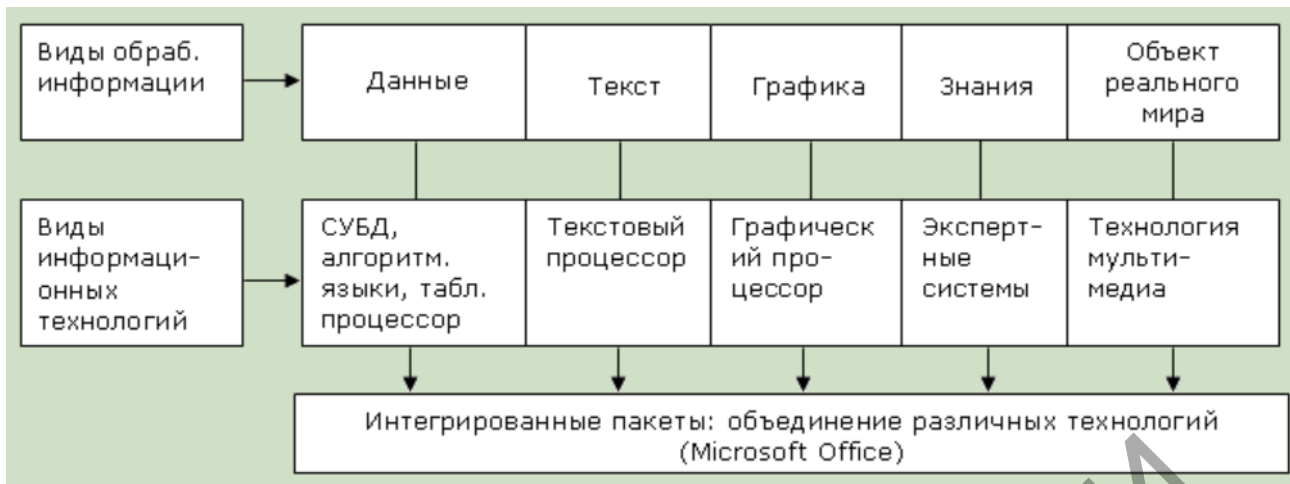 Виды обраб.
информации
Данные
Текст
Графика
Знания
Объект
реального
мира
Виды
информаци-
онных
технологий
СУБД,
алгоритм.
языки, табл.
процессор
Текстовый
процессор
Графическ
ий про-
цессор
Эксперт-
ные
системы
Технология
мульти-
медиа
Интегрированные пакеты: объединение различных технологий
(Microsoft Office)